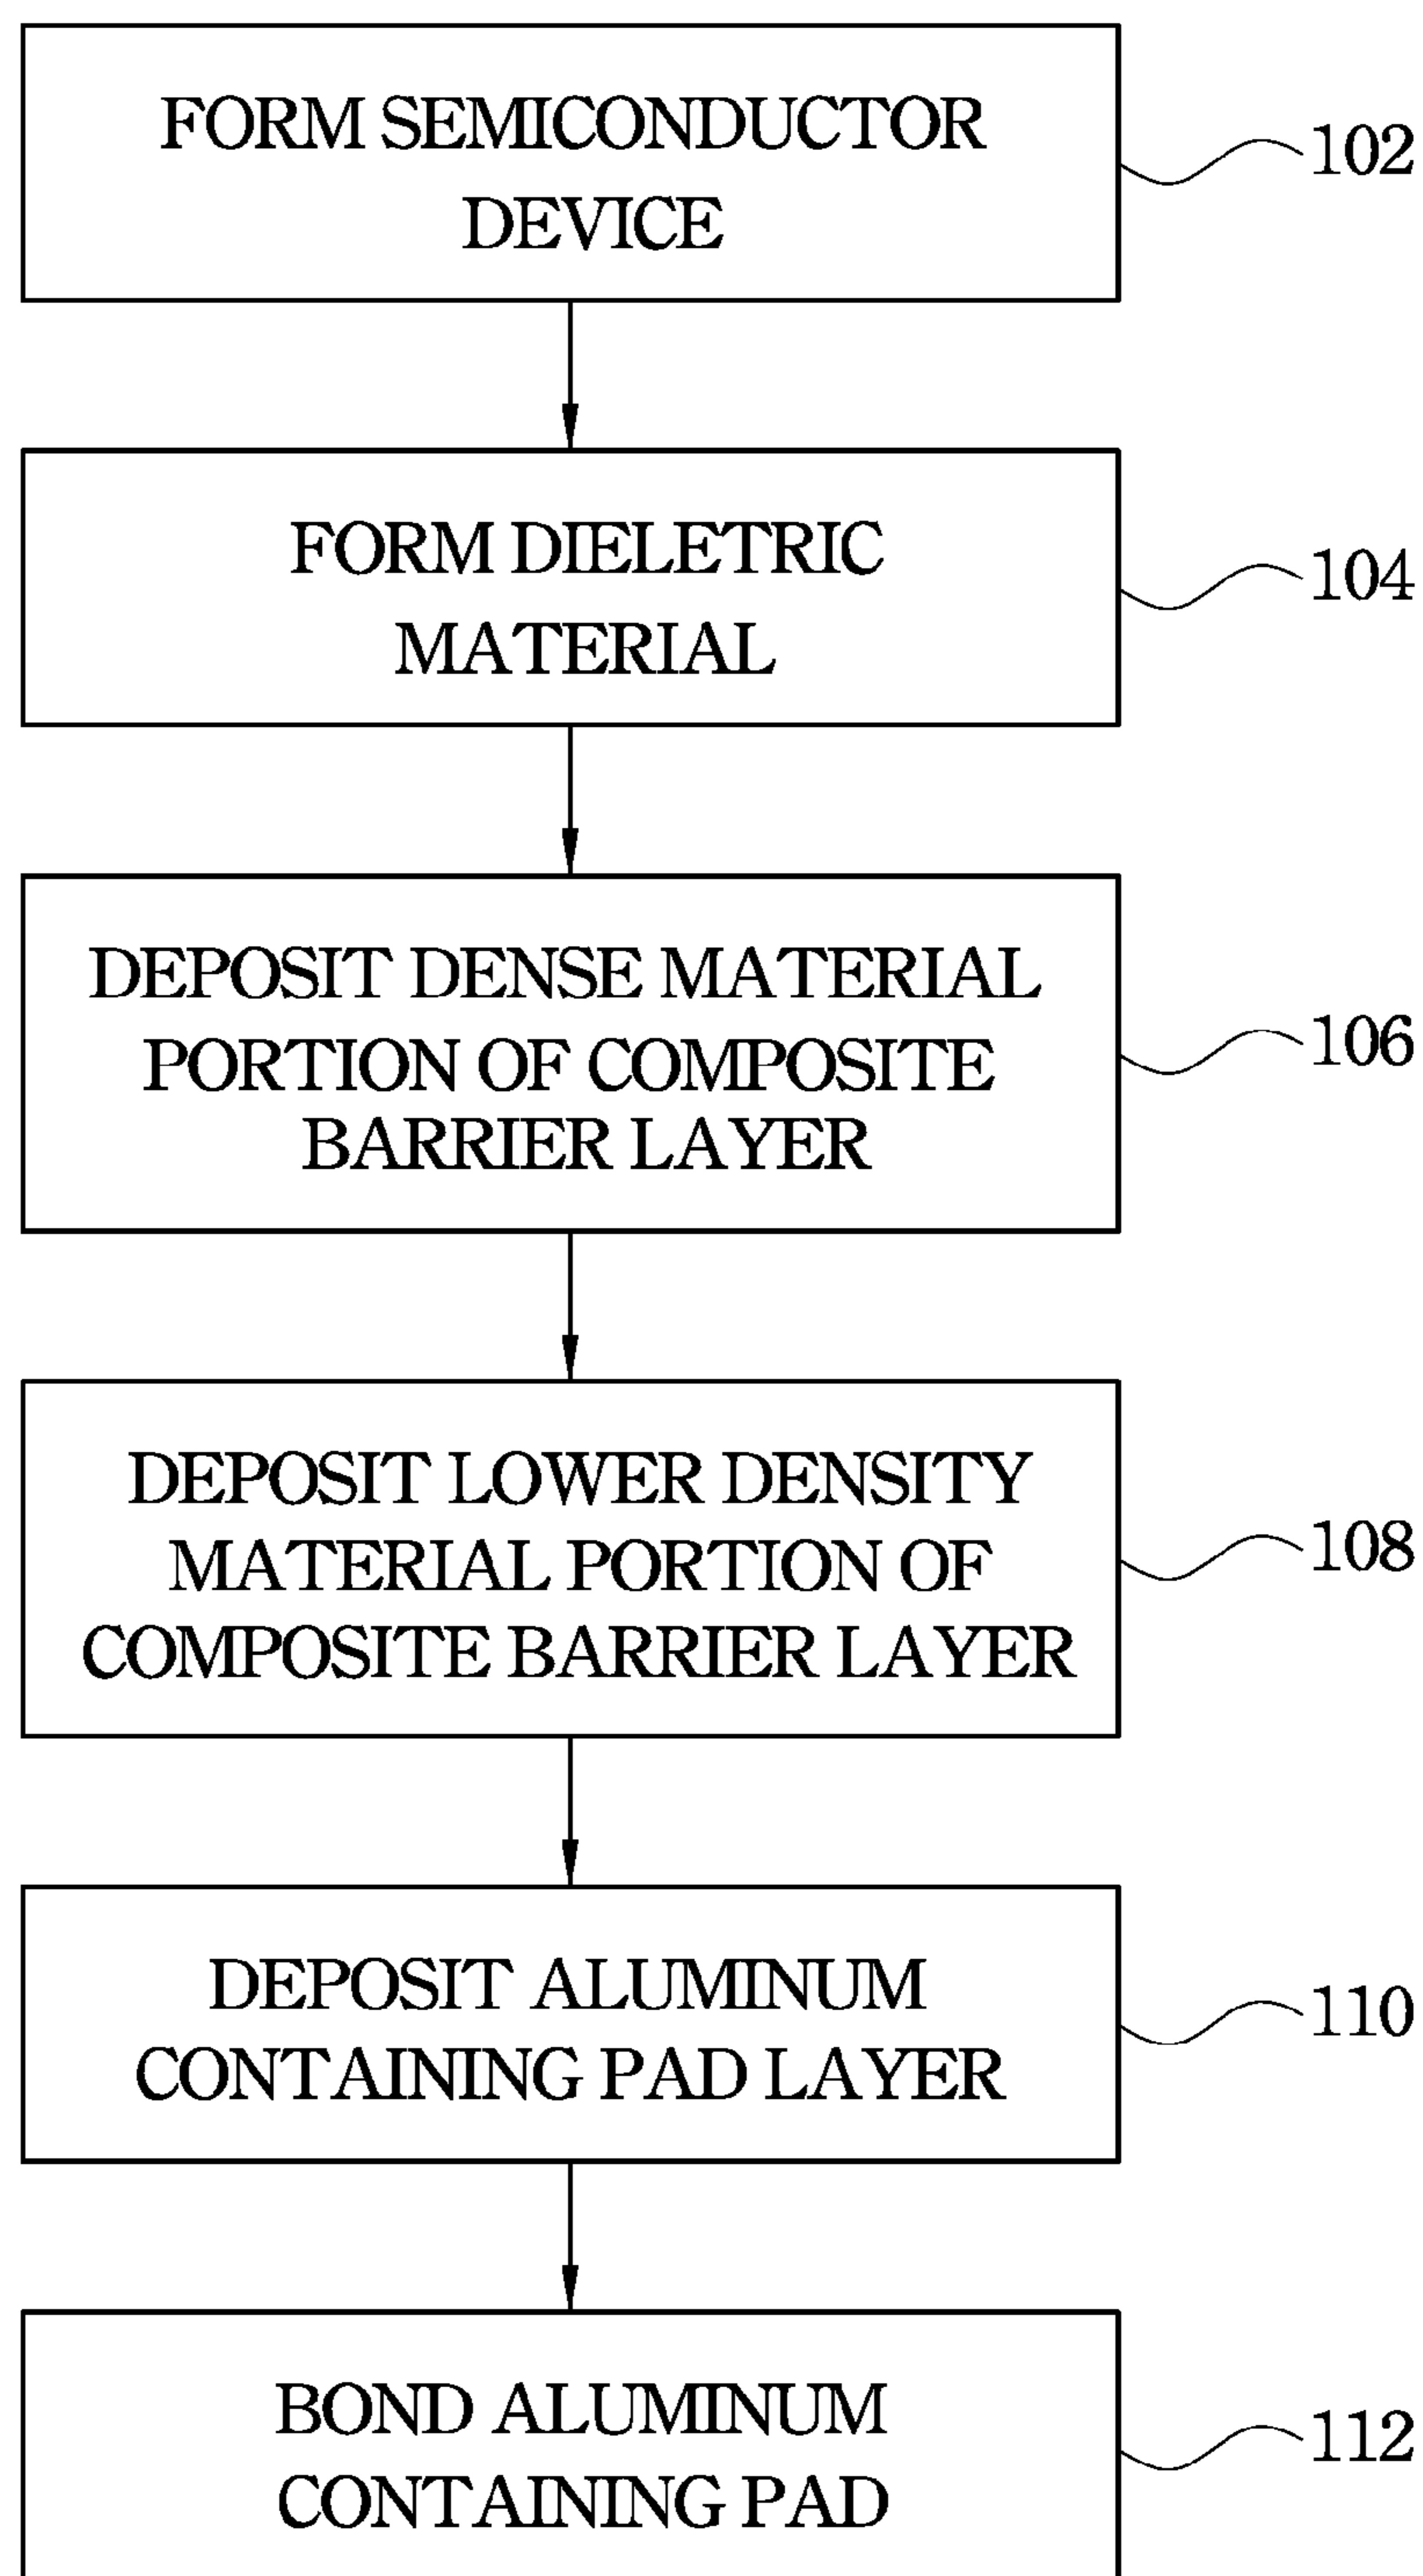 FORM SEMICONDUCTOR
DEVICE
102
FORM DIELETRIC
MATERIAL
104
DEPOSIT DENSE MATERIAL
PORTION OF COMPOSITE
BARRIER LAYER
106
DEPOSIT LOWER DENSITY
MATERIAL PORTION OF
COMPOSITE BARRIER LAYER
108
DEPOSIT ALUMINUM
CONTAINING PAD LAYER
110
BOND ALUMINUM
CONTAINING PAD
112